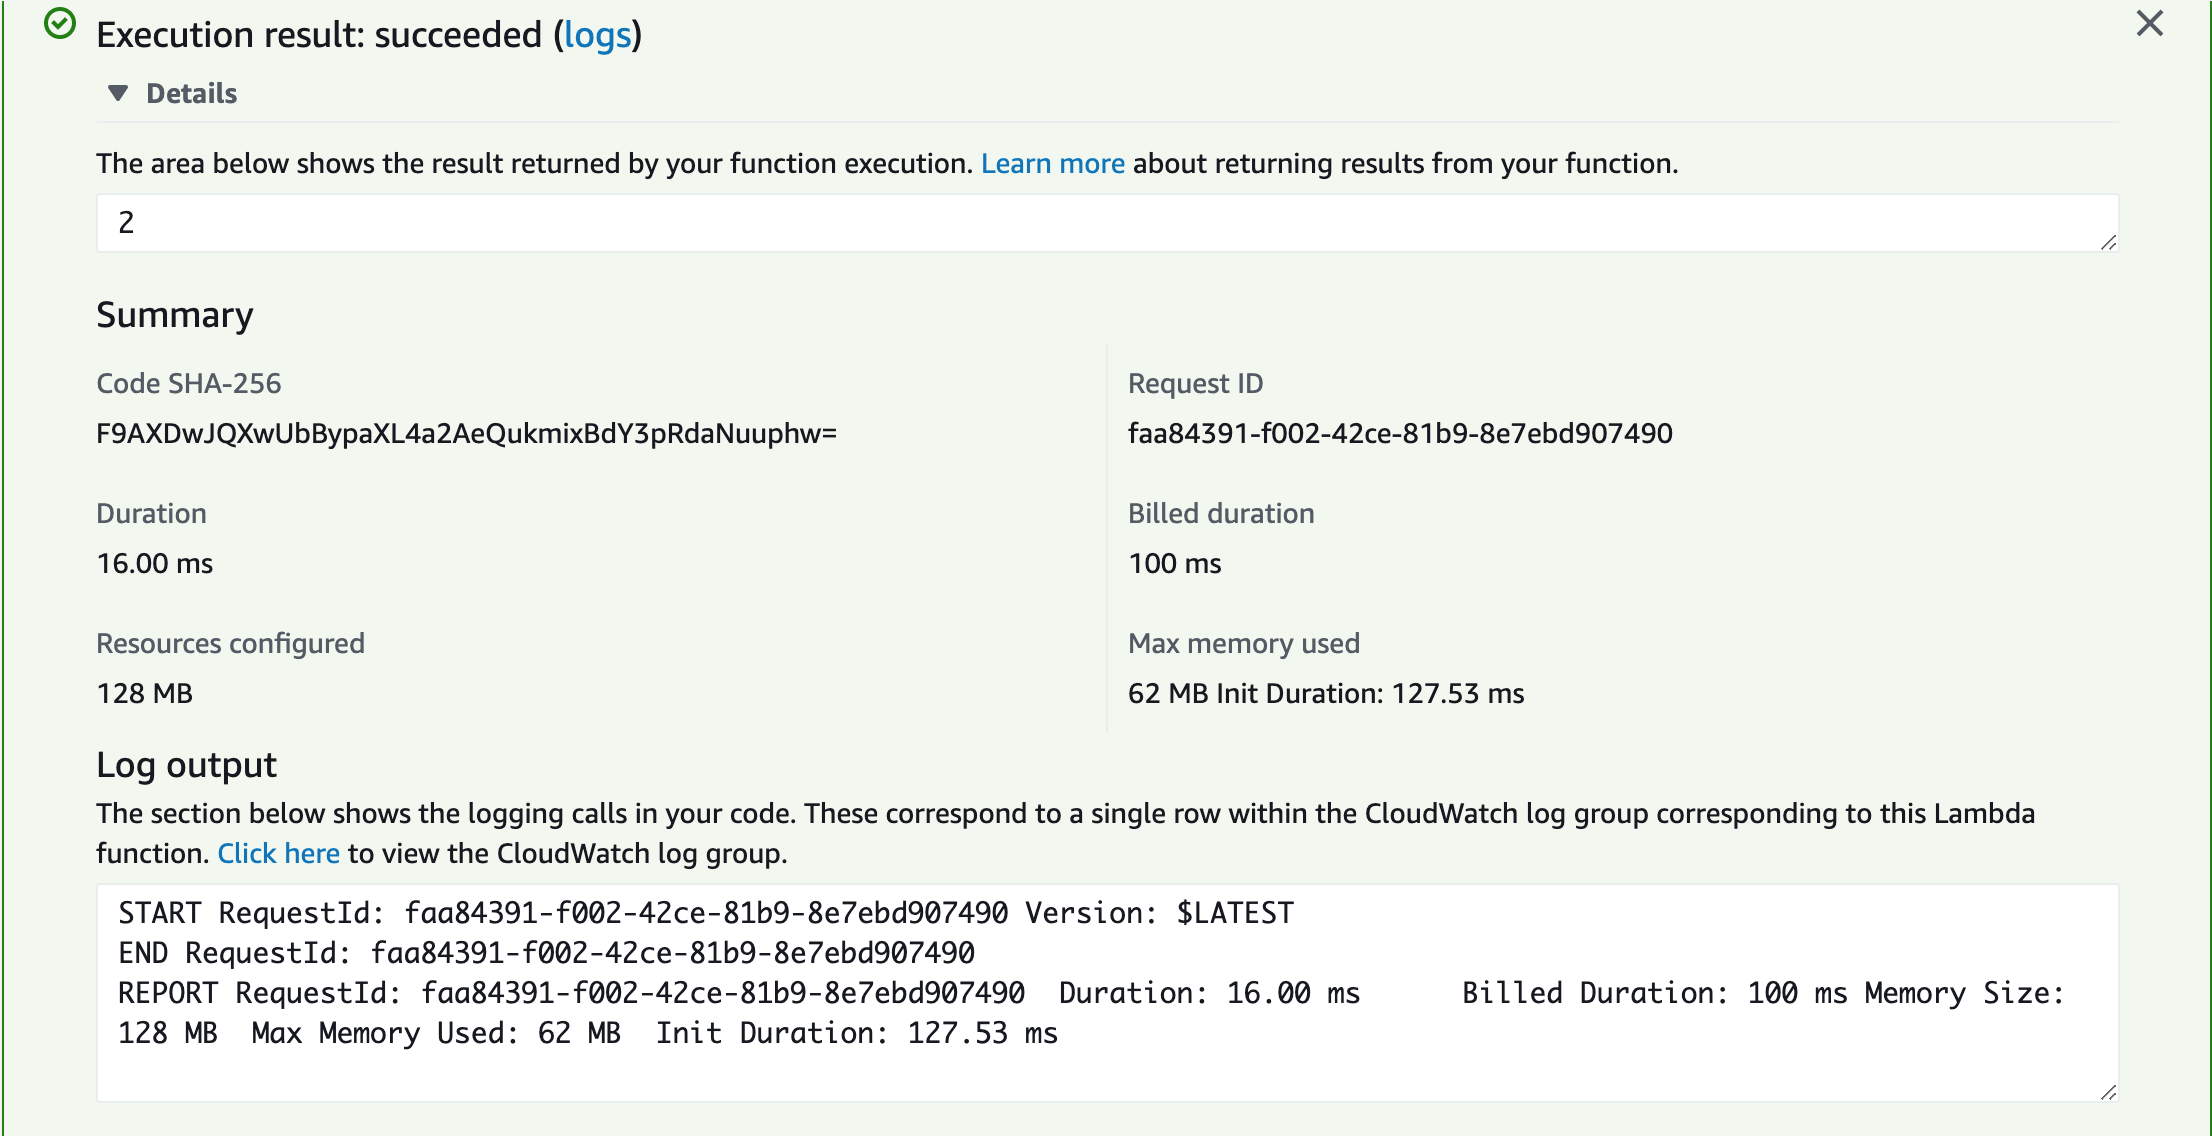 Execution result: succeeded (logs)
Details
The area below shows the result returned by your function execution. Learn more about returning results from your function.
2
Summary
Code SHA-256
F9AXDwJQXwUbBypaXL4a2AeQukmixBdY3pRdaNuuphw=
Request ID
faa84391-f002-42ce-81b9-8e7ebd907490
Duration
16.00 ms
Billed duration
100 ms
Resources configured
128 MB
Max memory used
62 MB Init Duration: 127.53 ms
Log output
The section below shows the logging calls in your code. These correspond to a single row within the CloudWatch log group corresponding to this Lambda
function. Click here to view the CloudWatch log group.
START RequestId: faa84391-f002-42ce-81b9-8e7ebd907490 Version: $LATEST
END RequestId: faa84391-f002-42ce-81b9-8e7ebd907490
REPORT RequestId: faa84391-f002-42ce-81b9-8e7ebd907490  Duration: 16.00 ms      Billed Duration: 100 ms Memory Size:
128 MB  Max Memory Used: 62 MB  Init Duration: 127.53 ms